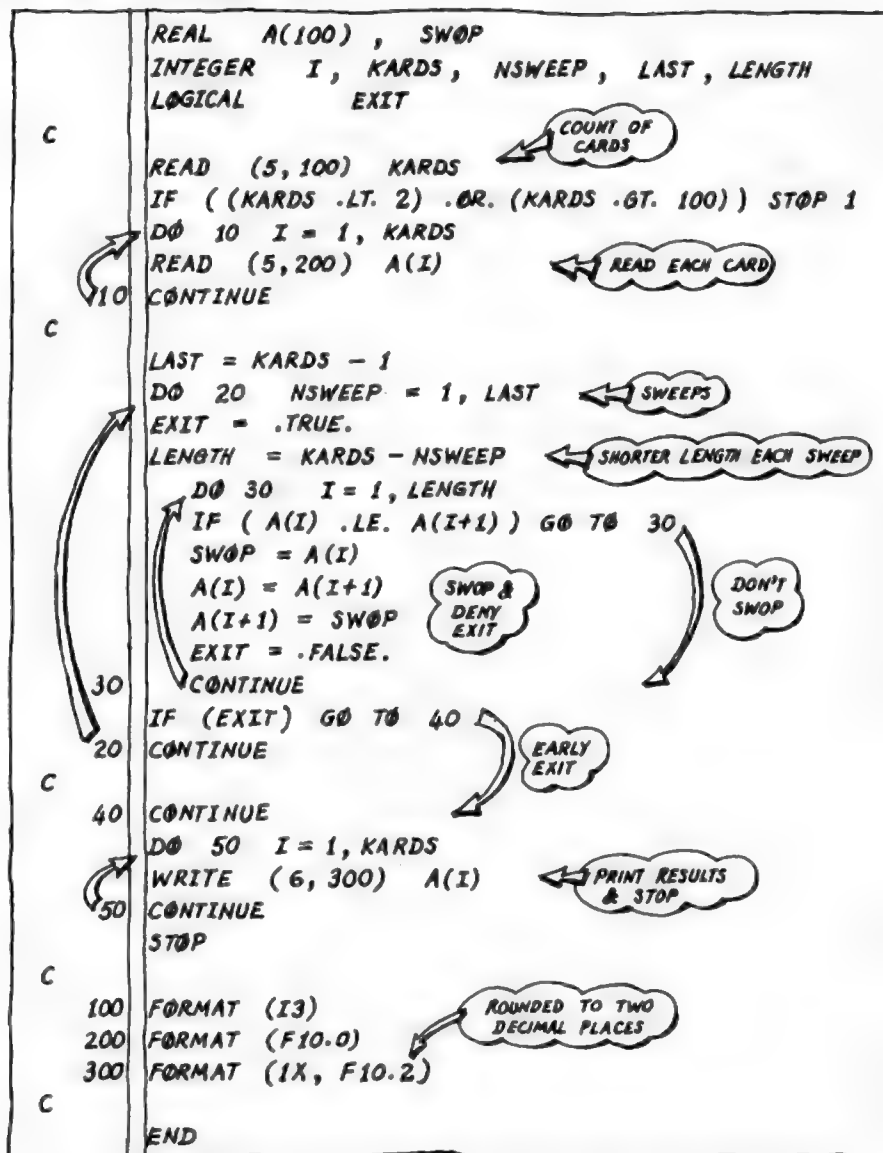 REAL A(100) , SWØP
INTEGER I, KARDS, NSWEEP, LAST, LENGTH
LØGICAL EXIT
C
COUNT OF
CARDS
READ (5,100) KARDS
IF ((KARDS .LT. 2) .ØR. (KARDS .GT. 100)) STØP 1
DØ 10 I = 1, KARDS
READ (5,200) A(I)
READ EACH CARD
10 CØNTINUE
C
LAST = KARDS - 1
DØ 20 NSWEEP = 1, LAST
SWEEPS
EXIT = .TRUE.
LENGTH = KARDS - NSWEEP
SHORTER LENGTH EACH SWEEP
DØ 30 I = 1, LENGTH
IF ( A(I) .LE. A(I+1) ) GØ TØ 30
SWØP = A(I)
A(I) = A(I+1)
A(I+1) = SWØP
EXIT = .FALSE.
SWOP &
DENY
EXIT
DON'T
SWOP
30 CØNTINUE
IF (EXIT) GØ TØ 40
20 CØNTINUE
EARLY
EXIT
C
40 CØNTINUE
DØ 50 I = 1, KARDS
WRITE (6,300) A(I)
PRINT RESULTS
& STOP
50 CØNTINUE
STØP
C
100 FØRMAT (I3)
200 FØRMAT (F10.0)
300 FØRMAT (1X, F10.2)
ROUNDED TO TWO
DECIMAL PLACES
C
END